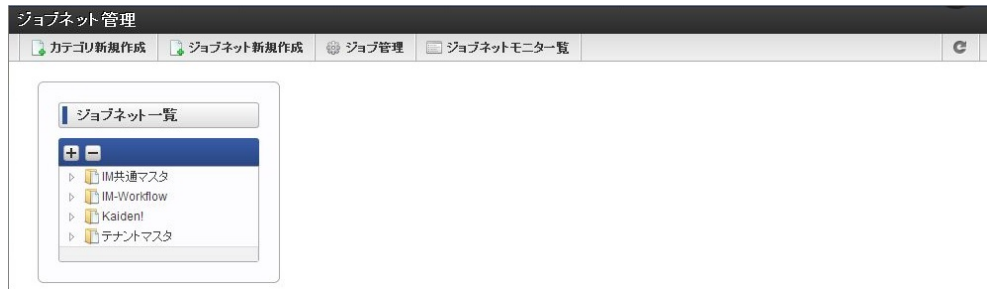 ジョブネット管理
カテゴリ新規作成 ジョブネット新規作成 ジョブ管理 ジョブネットモニタ一覧
ジョブネット一覧
IM共通マスタ
IM-Workflow
Kaiden!
テナントマスタ